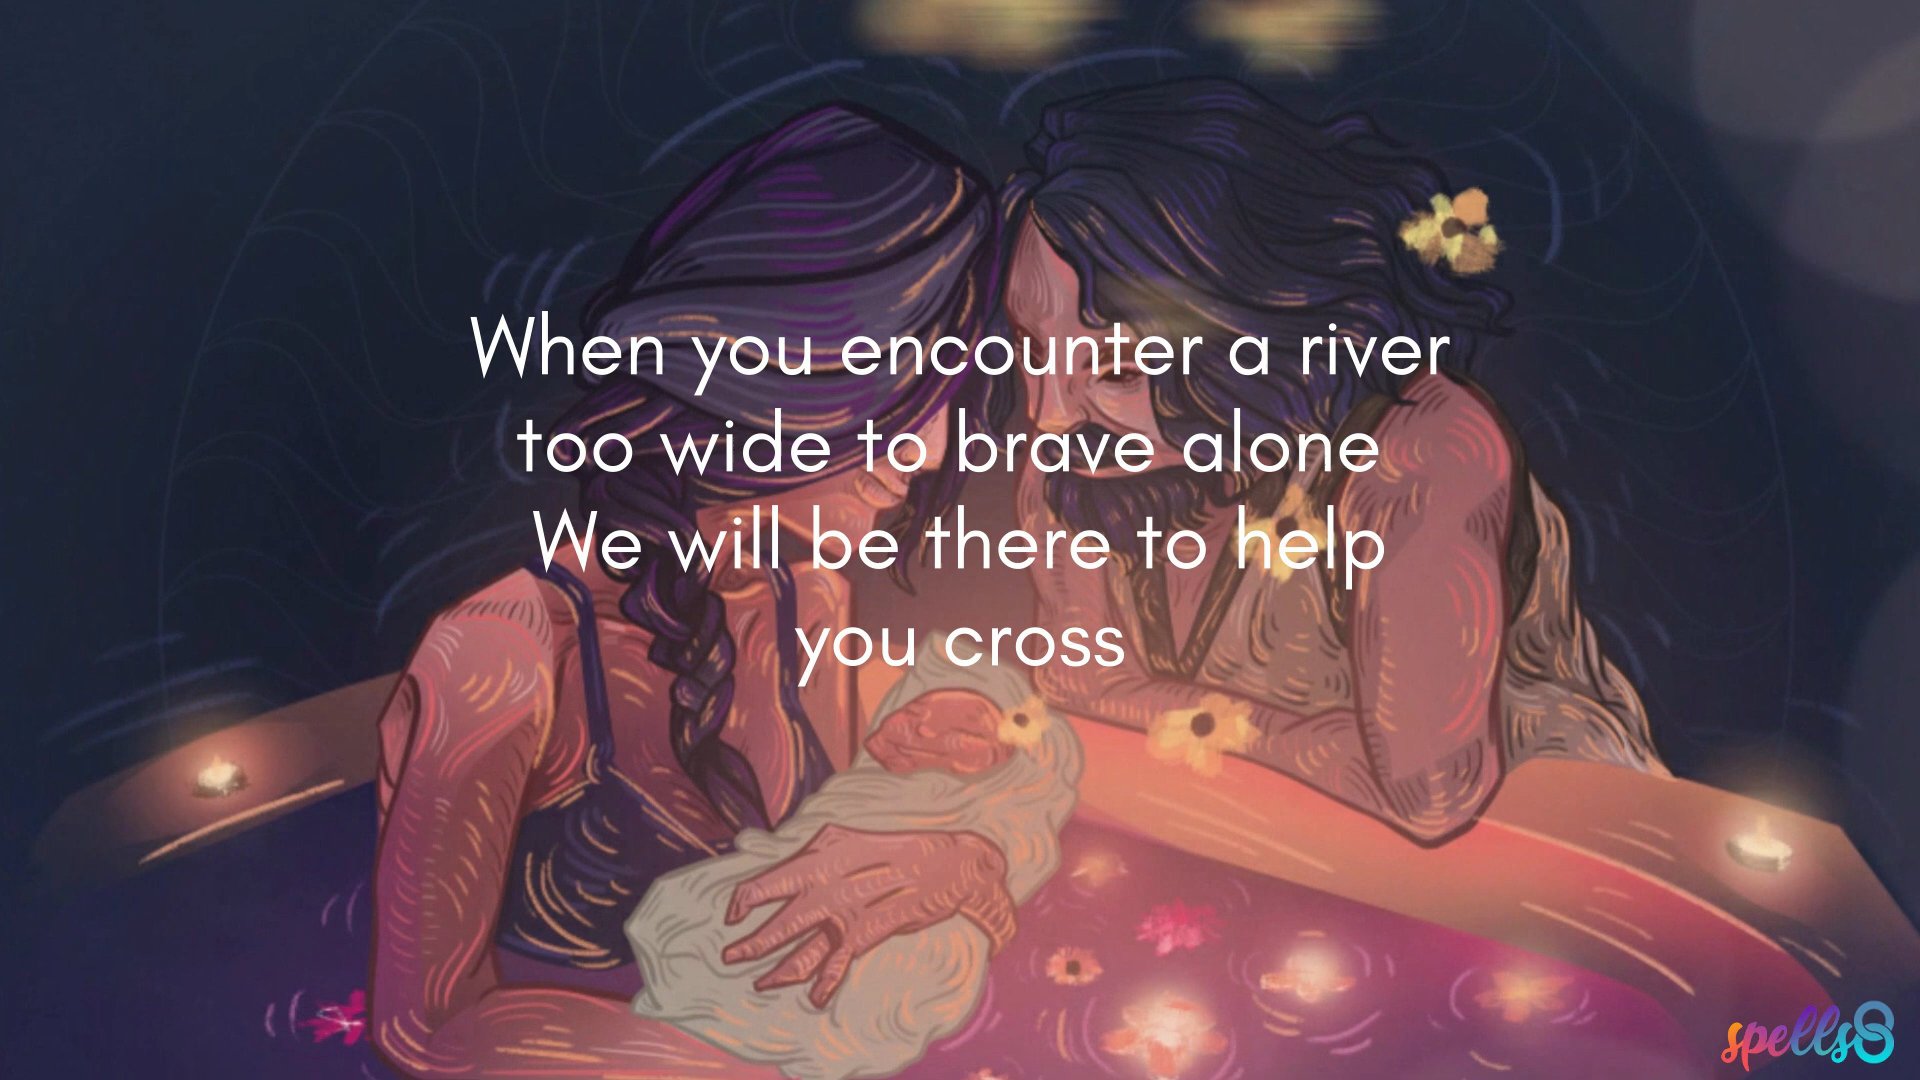 When you encounter a river
too wide to brave alone
We will be there to help
you cross
spells8